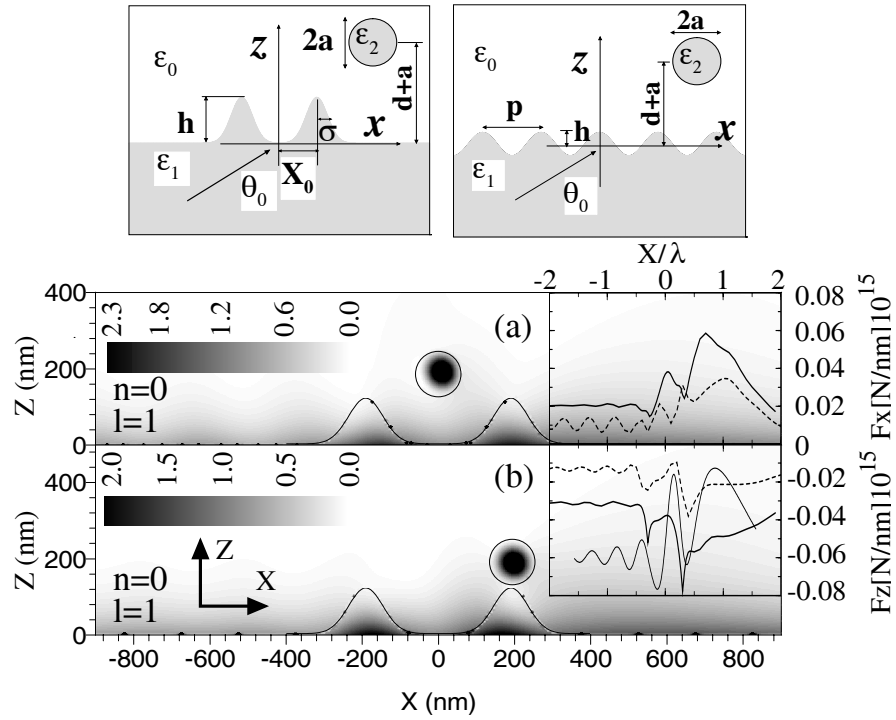 z
2a
ε2
ε0
d+a
h
σ
x
ε1
θ0
X0
2a
ε2
ε0
z
d+a
p
h
x
ε1
θ0
X/λ
-2 -1 0 1 2
400
200
0
Z (nm)
2.3 1.8 1.2 0.6 0.0
n=0
l=1
(a)
0.08
0.06
0.04
0.02
0
Fx[N/nm]10^15
400
200
0
Z (nm)
2.0 1.5 1.0 0.5 0.0
n=0
l=1
Z
X
(b)
-0.02
-0.04
-0.06
-0.08
Fz[N/nm]10^15
-800 -600 -400 -200 0 200 400 600 800
X (nm)